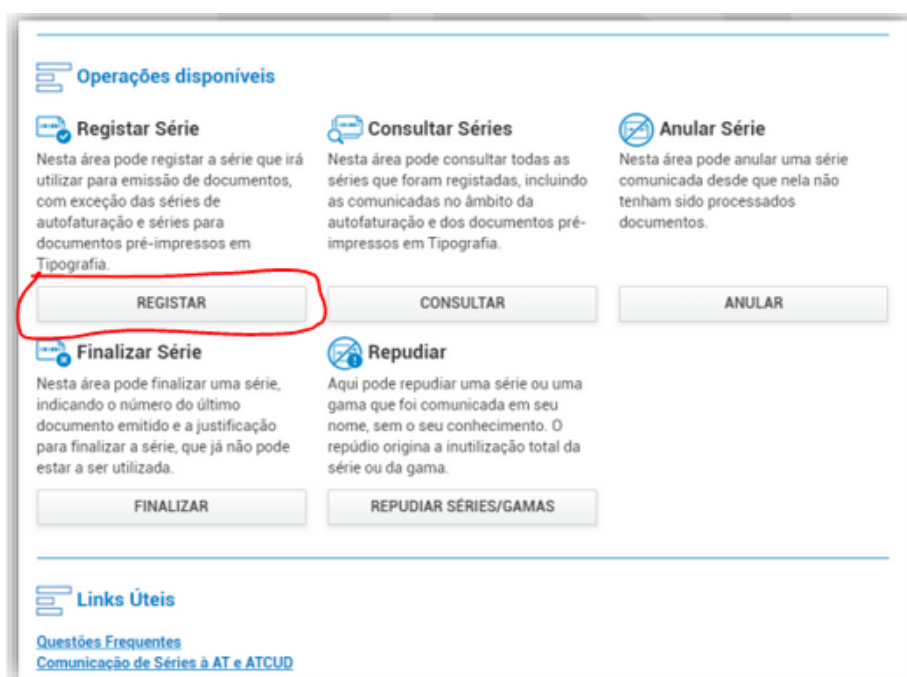 Operações disponíveis
Registar Série
Nesta área pode registar a série que irá
utilizar para emissão de documentos,
com exceção das séries de
autofaturação e séries para
documentos pré-impressos em
Tipografia.
REGISTAR
Consultar Séries
Nesta área pode consultar todas as
séries que foram registadas, incluindo
as comunicadas no âmbito da
autofaturação e dos documentos pré-
impressos em Tipografia.
CONSULTAR
Anular Série
Nesta área pode anular uma série
comunicada desde que nela não
tenham sido processados
documentos.
ANULAR
Finalizar Série
Nesta área pode finalizar uma série,
indicando o número do último
documento emitido e a justificação
para finalizar a série, que já não pode
estar a ser utilizada.
FINALIZAR
Repudiar
Aqui pode repudiar uma série ou uma
gama que foi comunicada em seu
nome, sem o seu conhecimento. O
repúdio origina a inutilização total da
série ou da gama.
REPUDIAR SÉRIES/GAMAS
Links Úteis
Questões Frequentes
Comunicação de Séries à AT e ATCUD